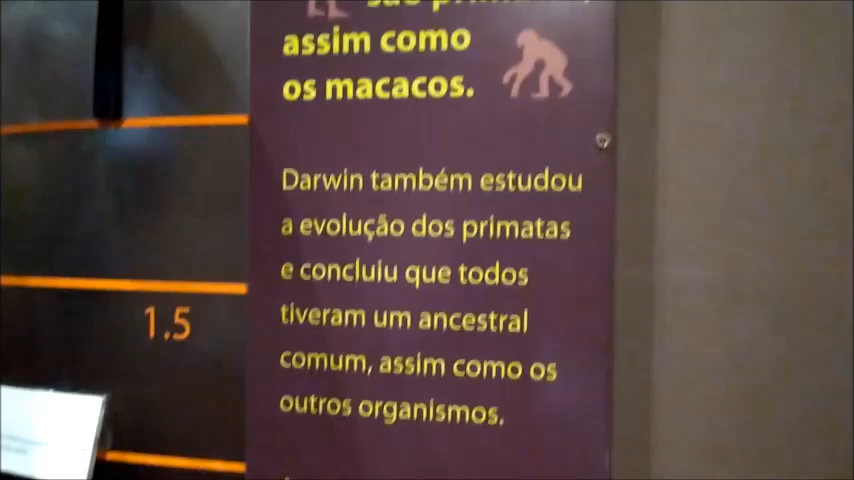 assim como
os macacos.
Darwin também estudou
a evolução dos primatas
e concluiu que todos
tiveram um ancestral
comum, assim como os
outros organismos.
1.5